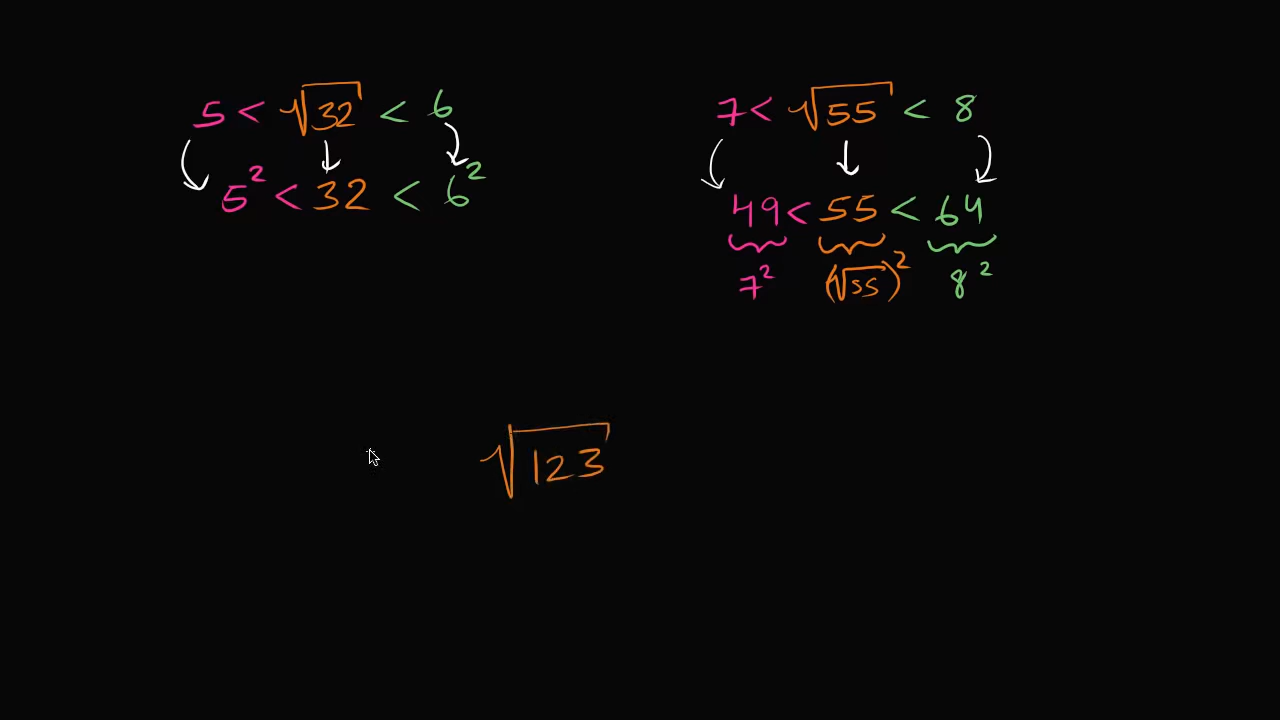 5 < √32 < 6
5² < 32 < 6²
7 < √55 < 8
49 < 55 < 64
7² (√55)² 8²
√123